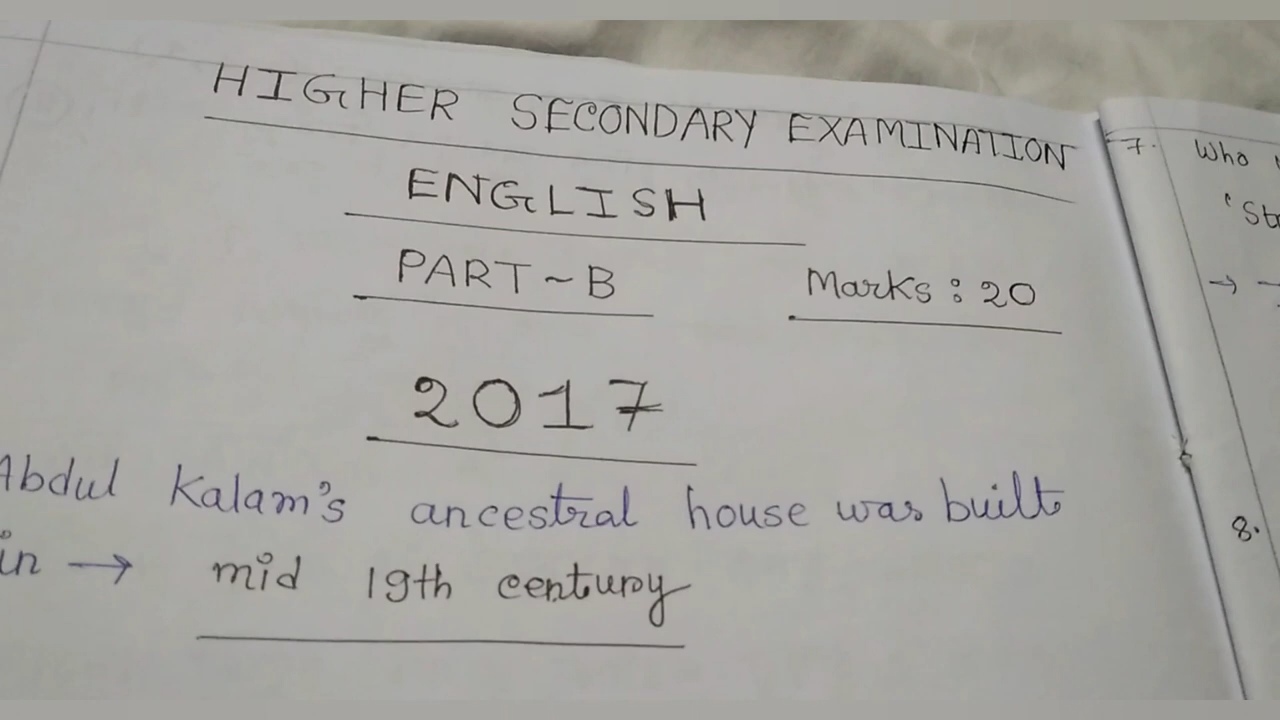 HIGHER SECONDARY EXAMINATION
ENGLISH
PART ~ B
Marks : 20
2017
Abdul Kalam's ancestral house was built
in → mid 19th century
7. Who
'St
→
8.